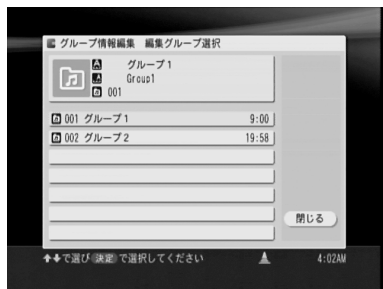 グループ情報編集 編集グループ選択
グループ1
Group1
001
001 グループ1 9:00
002 グループ2 19:58
閉じる
で選び 決定 で選択してください 4:02AM